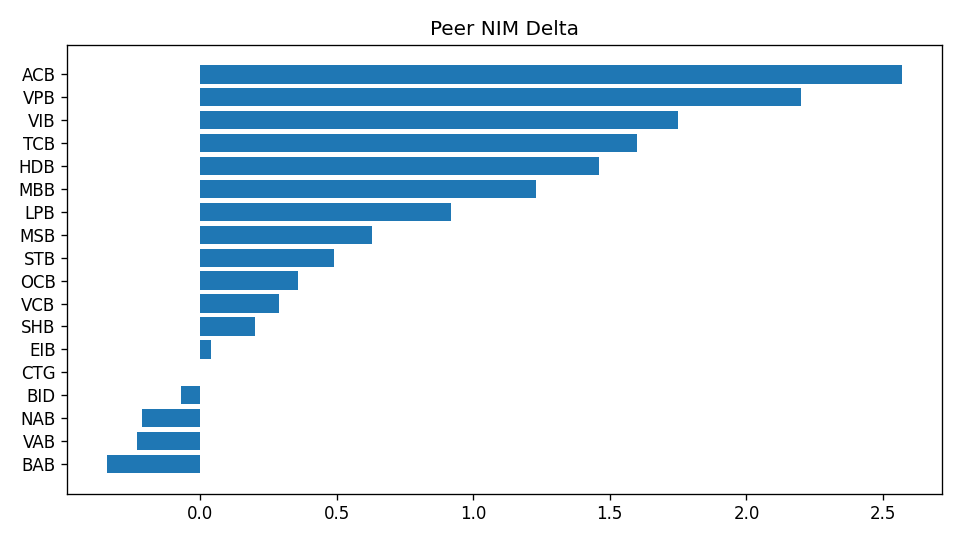 Peer NIM Delta
ACB
VPB
VIB
TCB
HDB
MBB
LPB
MSB
STB
OCB
VCB
SHB
EIB
CTG
BID
NAB
VAB
BAB
0.0 0.5 1.0 1.5 2.0 2.5